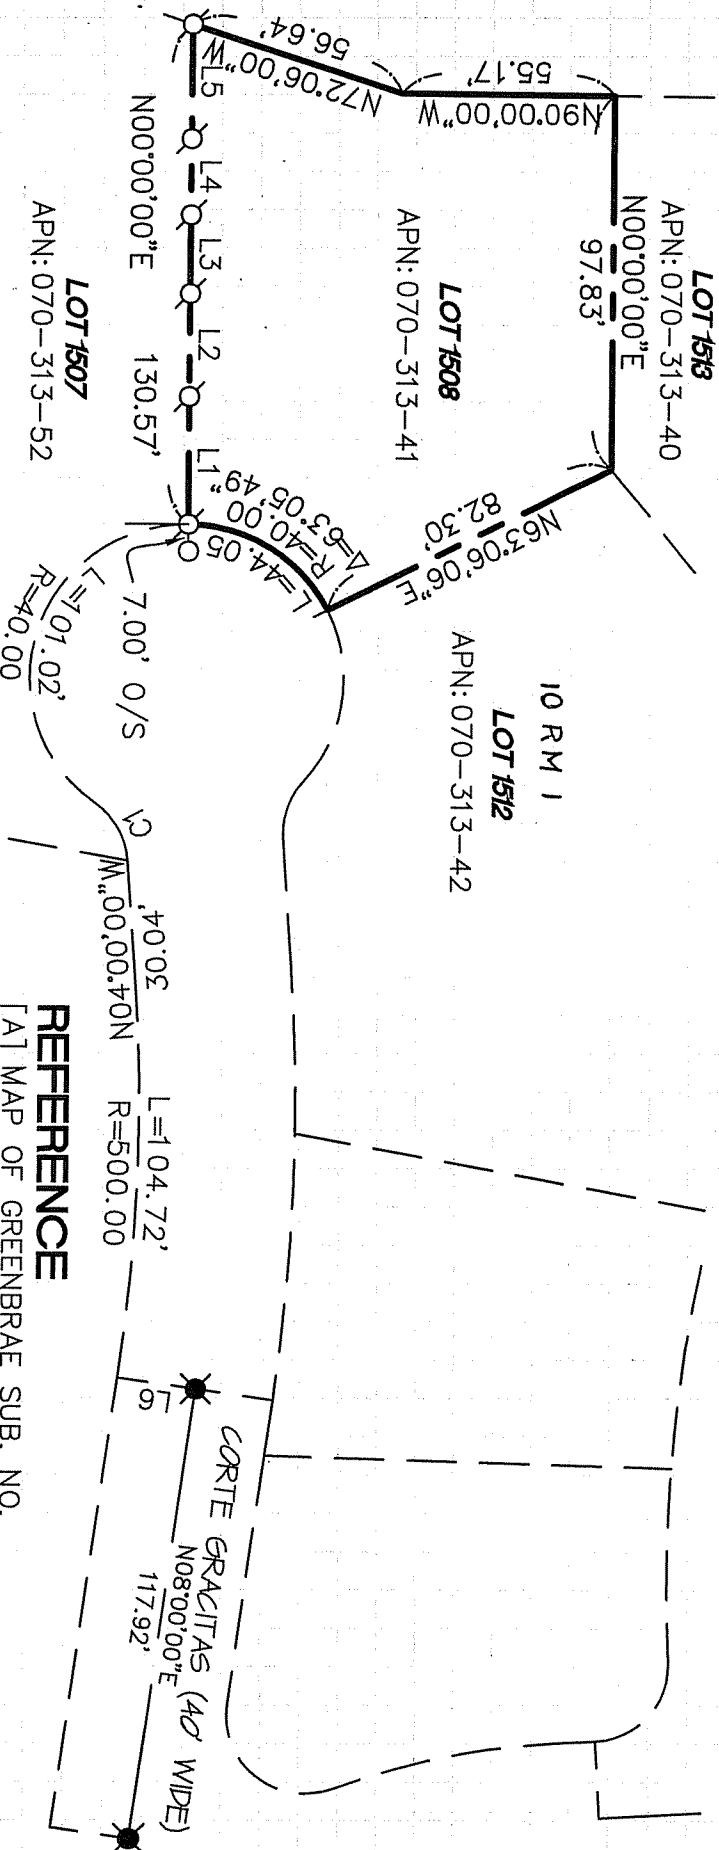 LOT 1513
APN: 070-313-40
N00°00'00"E
97.83'
N90°00'00"W
55.17'
56.64'
N72°06'00"
W
LOT 1508
APN: 070-313-41
L5
L4
L3
L2
L1
N00°00'00"E
130.57'
LOT 1507
APN: 070-313-52
N63°06'06"E
82.30'
Δ=63°05'49"
R=40.00
L=44.05
10 RM 1
LOT 1512
APN: 070-313-42
7.00' O/S
L=101.02'
R=40.00
C1
30.04'
N04°00'00"W
L=104.72'
R=500.00
L6
CORTE GRACITAS (40' WIDE)
N08°00'00"E
117.92'
REFERENCE
[A] MAP OF GREENBRAE SUB. NO.